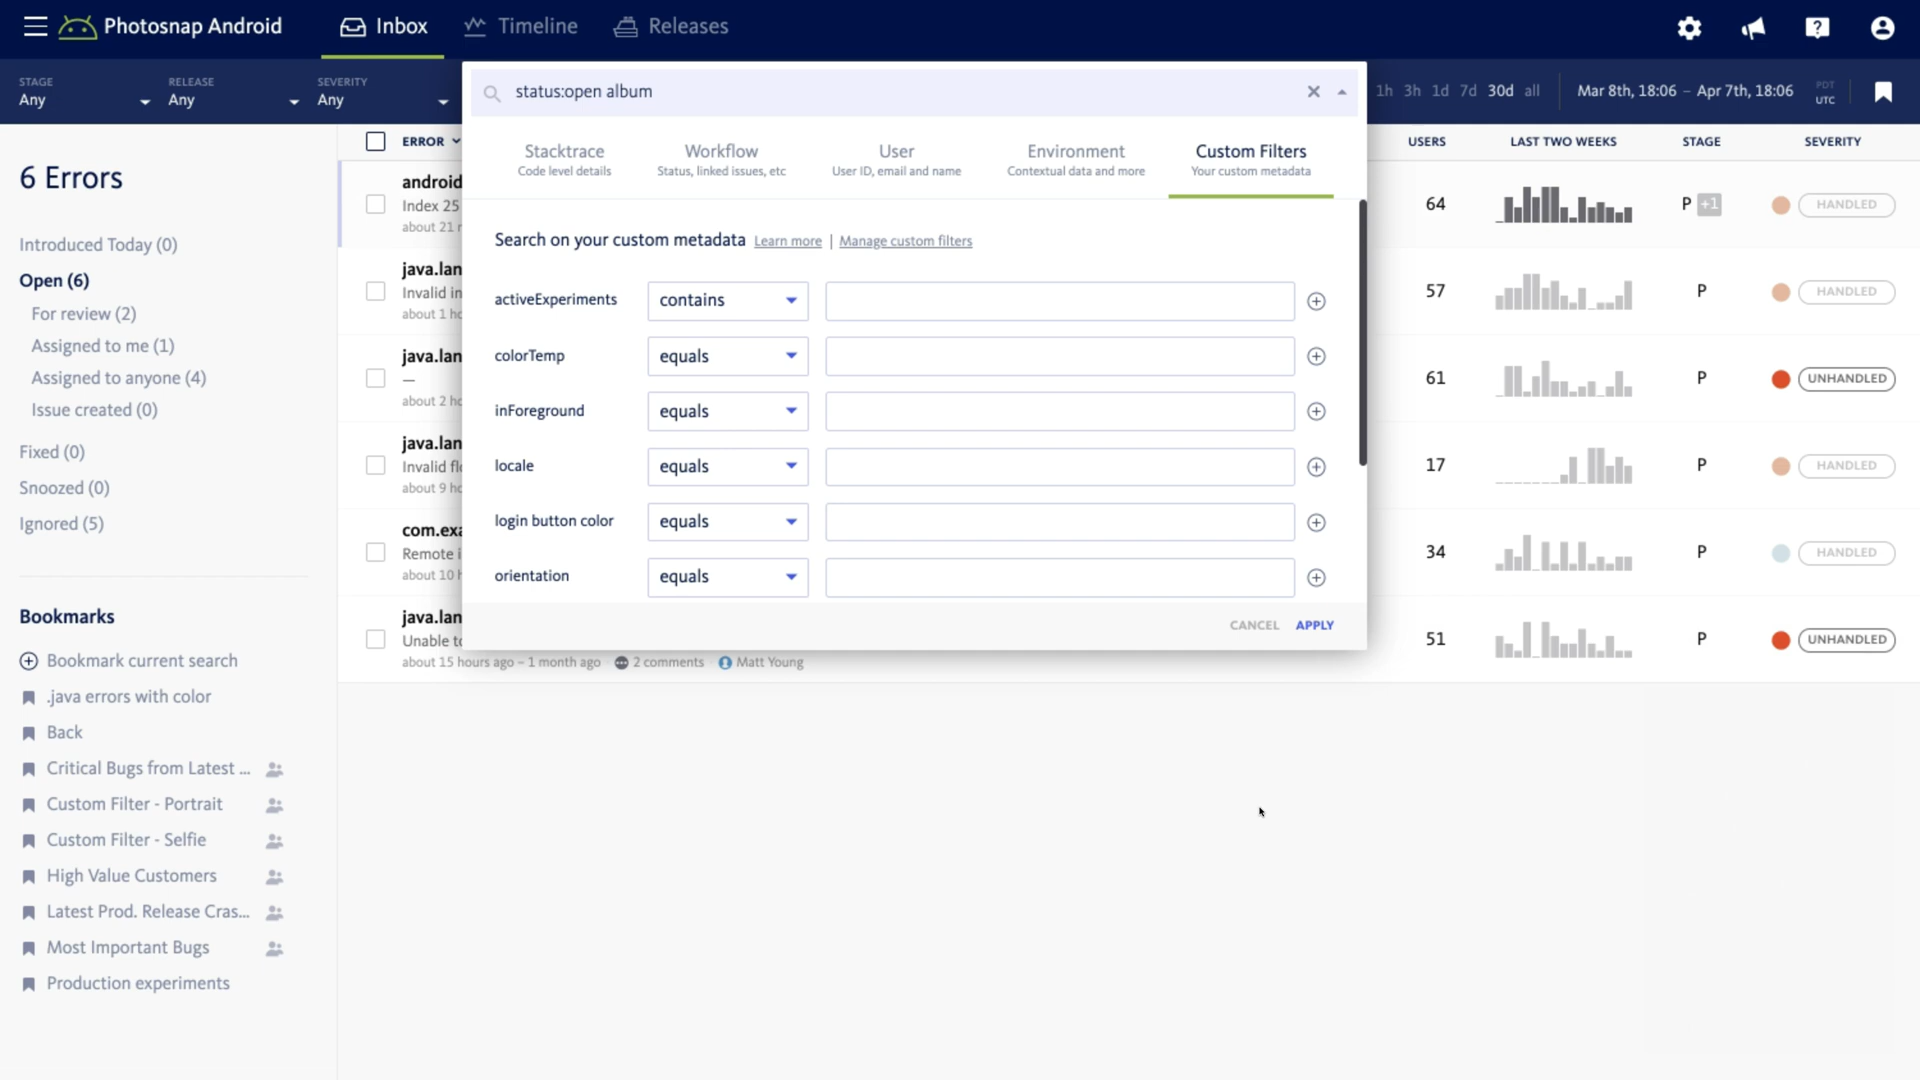 Photosnap Android
Inbox
Timeline
Releases
STAGE
Any
RELEASE
Any
SEVERITY
Any
status:open album
1h 3h 1d 7d 30d all
Mar 8th, 18:06 – Apr 7th, 18:06
PDT
UTC
Stacktrace
Code level details
Workflow
Status, linked issues, etc
User
User ID, email and name
Environment
Contextual data and more
Custom Filters
Your custom metadata
Search on your custom metadata Learn more | Manage custom filters
activeExperiments contains
colorTemp equals
inForeground equals
locale equals
login button color equals
orientation equals
CANCEL APPLY
6 Errors
Introduced Today (0)
Open (6)
For review (2)
Assigned to me (1)
Assigned to anyone (4)
Issue created (0)
Fixed (0)
Snoozed (0)
Ignored (5)
Bookmarks
Bookmark current search
.java errors with color
Back
Critical Bugs from Latest ...
Custom Filter - Portrait
Custom Filter - Selfie
High Value Customers
Latest Prod. Release Cras...
Most Important Bugs
Production experiments
ERROR USERS LAST TWO WEEKS STAGE SEVERITY
android
Index 25
about 21
64 P +1 HANDLED
java.lan
Invalid in
about 1
57 P HANDLED
java.lan
—
about 2
61 P UNHANDLED
java.lan
Invalid
about 9
17 P HANDLED
com.exa
Remote
about 10
34 P HANDLED
java.lan
Unable
about 15 hours ago – 1 month ago 2 comments Matt Young
51 P UNHANDLED